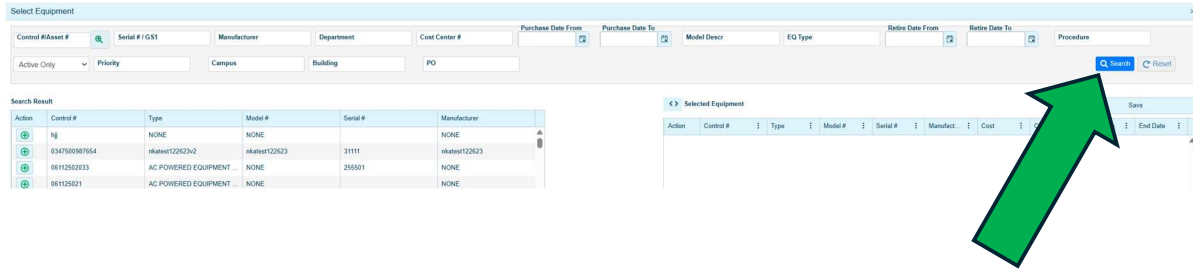 Select Equipment
Purchase Date From Purchase Date To Retire Date From Retire Date To
Control #/Asset # Serial # / GS1 Manufacturer Department Cost Center # Model Descr EQ Type Procedure
Active Only Priority Campus Building PO Search Reset
Search Result
Action Control # Type Model # Serial # Manufacturer
hjj NONE NONE NONE
0347500987654 nkatest122623v2 nkatest122623 31111 nkatest122623
06112502033 AC POWERED EQUIPMENT ... NONE 255501 NONE
061125021 AC POWERED EQUIPMENT ... NONE NONE
<> Selected Equipment Save
Action Control # Type Model # Serial # Manufact... Cost End Date